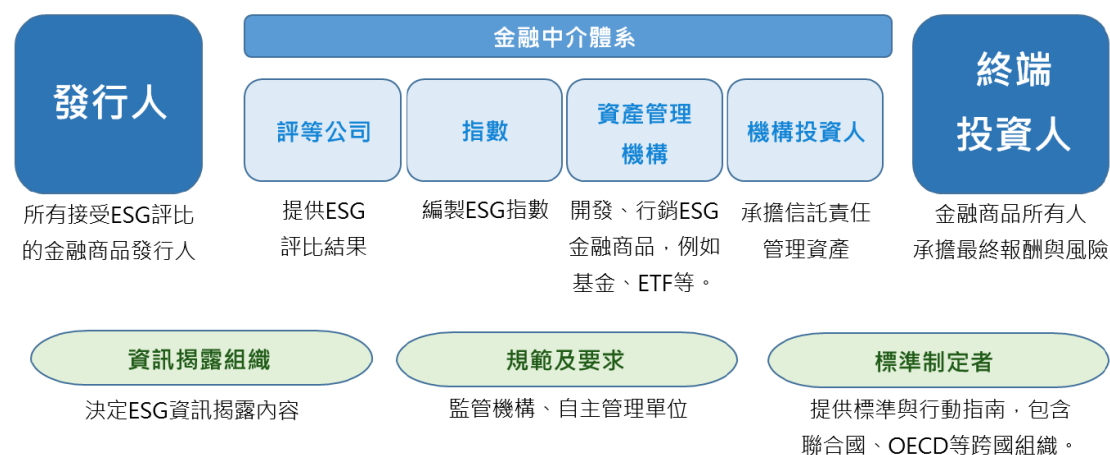 發行人
所有接受ESG評比
的金融商品發行人
金融中介體系
評等公司
提供ESG
評比結果
指數
編製ESG指數
資產管理
機構
開發、行銷ESG
金融商品，例如
基金、ETF等。
機構投資人
承擔信託責任
管理資產
終端
投資人
金融商品所有人
承擔最終報酬與風險
資訊揭露組織
決定ESG資訊揭露內容
規範及要求
監管機構、自主管理單位
標準制定者
提供標準與行動指南，包含
聯合國、OECD等跨國組織。